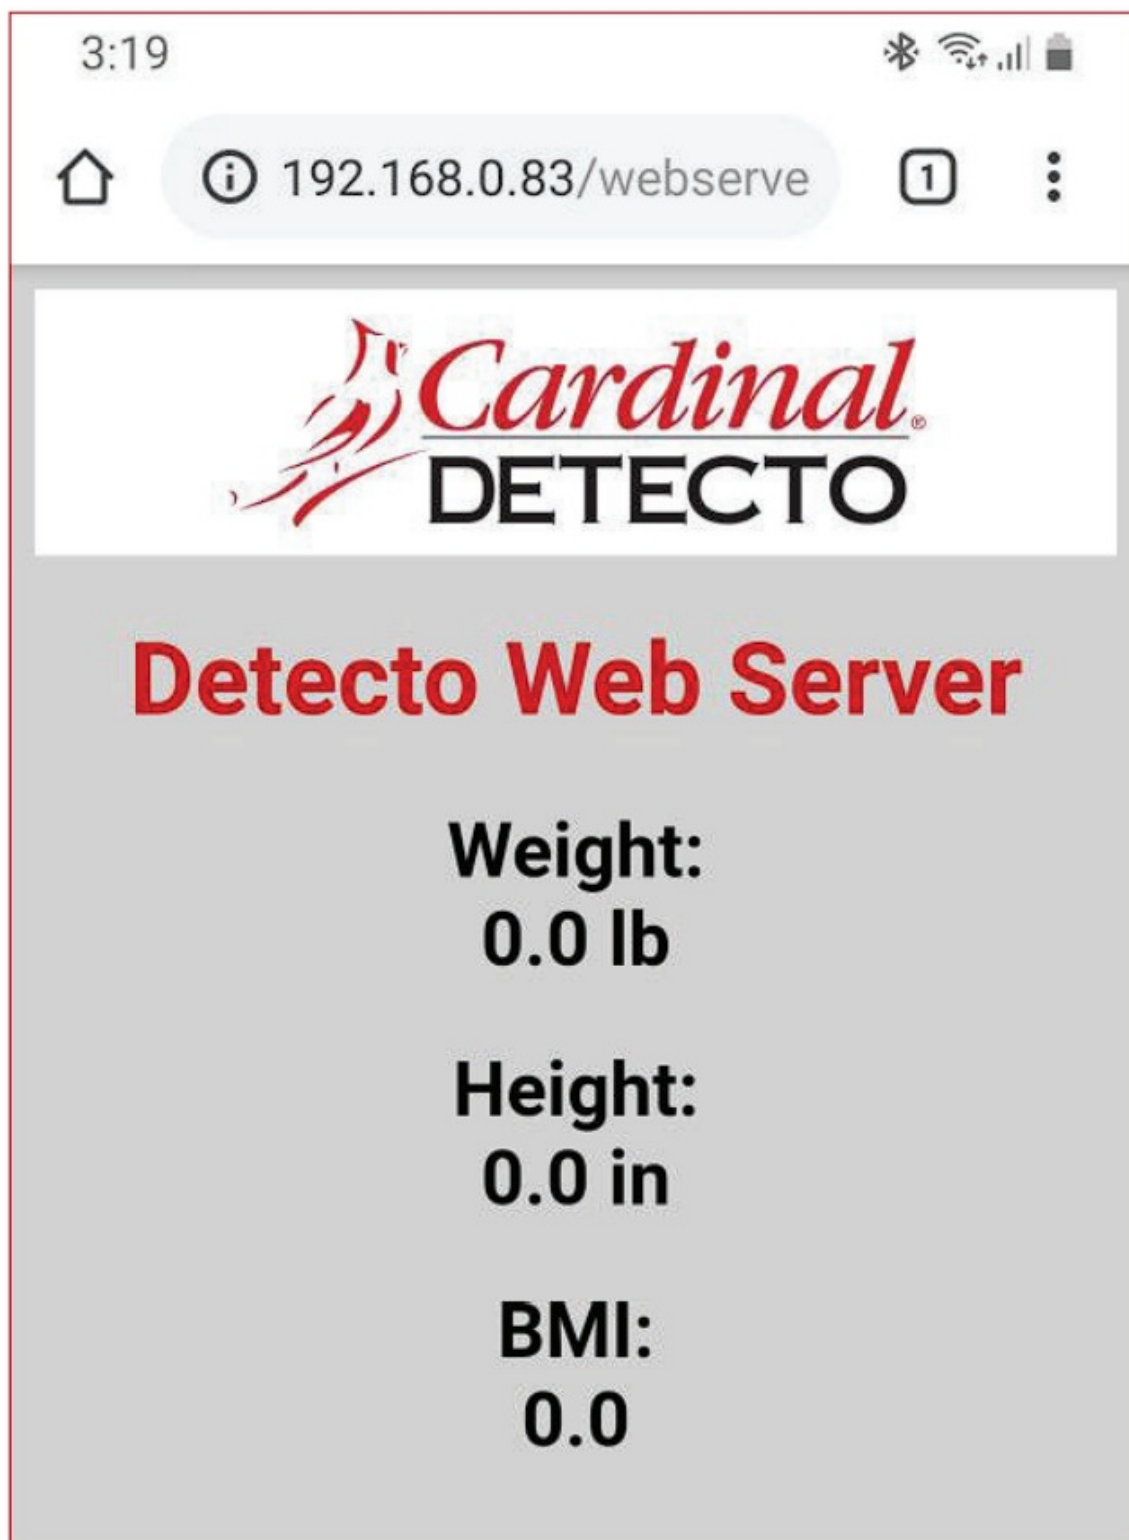 3:19
192.168.0.83/webserve
1
Cardinal®
DETECTO
Detecto Web Server
Weight:
0.0 lb
Height:
0.0 in
BMI:
0.0